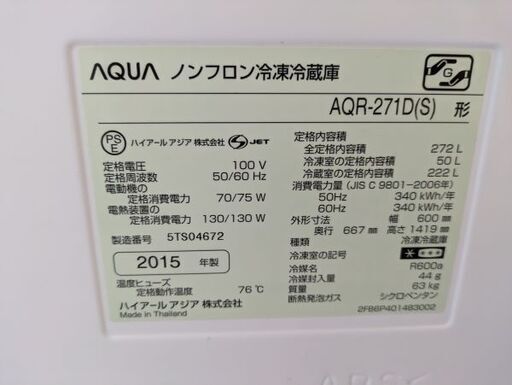 AQUA ノンフロン冷凍冷蔵庫
AQR-271D(S) 形
PS E ハイアール アジア 株式会社 S JET
定格電圧 100 V
定格周波数 50/60 Hz
電動機の
定格消費電力 70/75 W
電熱装置の
定格消費電力 130/130 W
製造番号 5TS04672
2015 年製
温度ヒューズ
定格動作温度 76℃
ハイアール アジア 株式会社
Made in Thailand
定格内容積
全定格内容積 272 L
冷凍室の定格内容積 50 L
冷蔵室の定格内容積 222 L
消費電力量 (JIS C 9801-2006年)
50Hz 340 kWh/年
60Hz 340 kWh/年
外形寸法 幅 600 mm
奥行 667 mm 高さ 1419 mm
種類 冷凍冷蔵庫
冷凍室の記号
冷媒名 R600a
冷媒封入量 44 g
質量 63 kg
断熱発泡ガス シクロペンタン
2FB6P401483002